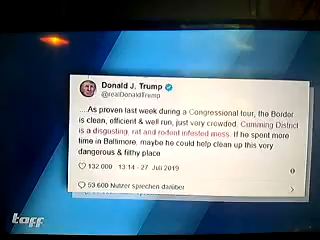 Donald J. Trump
@realDonaldTrump
....As proven last week during a Congressional tour, the Border
is clean, efficient & well run, just very crowded. Cumming District
is a disgusting, rat and rodent infested mess. If he spent more
time in Baltimore, maybe he could help clean up this very
dangerous & filthy place
132 000 · 13:14 - 27. Juli 2019
53 600 Nutzer sprechen darüber
taff